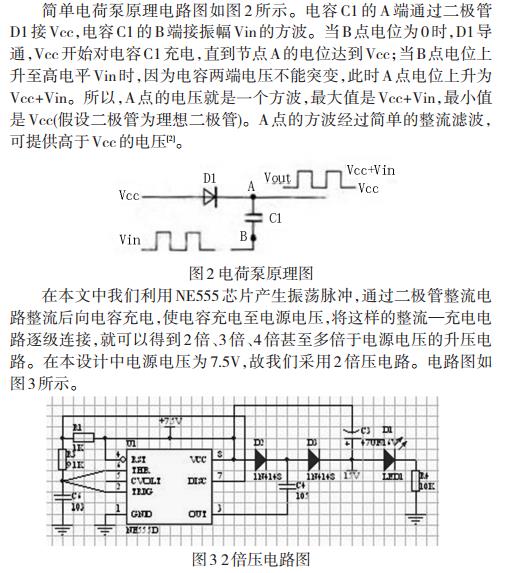 简单电荷泵原理电路图如图2所示。电容C1的A端通过二极管
D1接Vcc,电容C1的B端接振幅Vin的方波。当B点电位为0时,D1导
通,Vcc开始对电容C1充电,直到节点A的电位达到Vcc;当B点电位上
升至高电平Vin时,因为电容两端电压不能突变,此时A点电位上升为
Vcc+Vin。所以,A点的电压就是一个方波,最大值是Vcc+Vin,最小值
是Vcc(假设二极管为理想二极管)。A点的方波经过简单的整流滤波,
可提供高于Vcc的电压[2]。
D1
A
Vout
Vcc+Vin
Vcc
Vcc
C1
B
Vin
图2 电荷泵原理图
在本文中我们利用NE555芯片产生振荡脉冲,通过二极管整流电
路整流后向电容充电,使电容充电至电源电压,将这样的整流—充电电
路逐级连接,就可以得到2倍、3倍、4倍甚至多倍于电源电压的升压电
路。在本设计中电源电压为7.5V,故我们采用2倍压电路。电路图如
图3所示。
+7.5V
1K
U1
4
RST
VCC
8
THR
CVOLT
DISC
7
2
TRIG
1
GND
OUT
3
NE555D
103
D2
1N4148
1N4148
105
15V
LED1
10K
图3 2倍压电路图